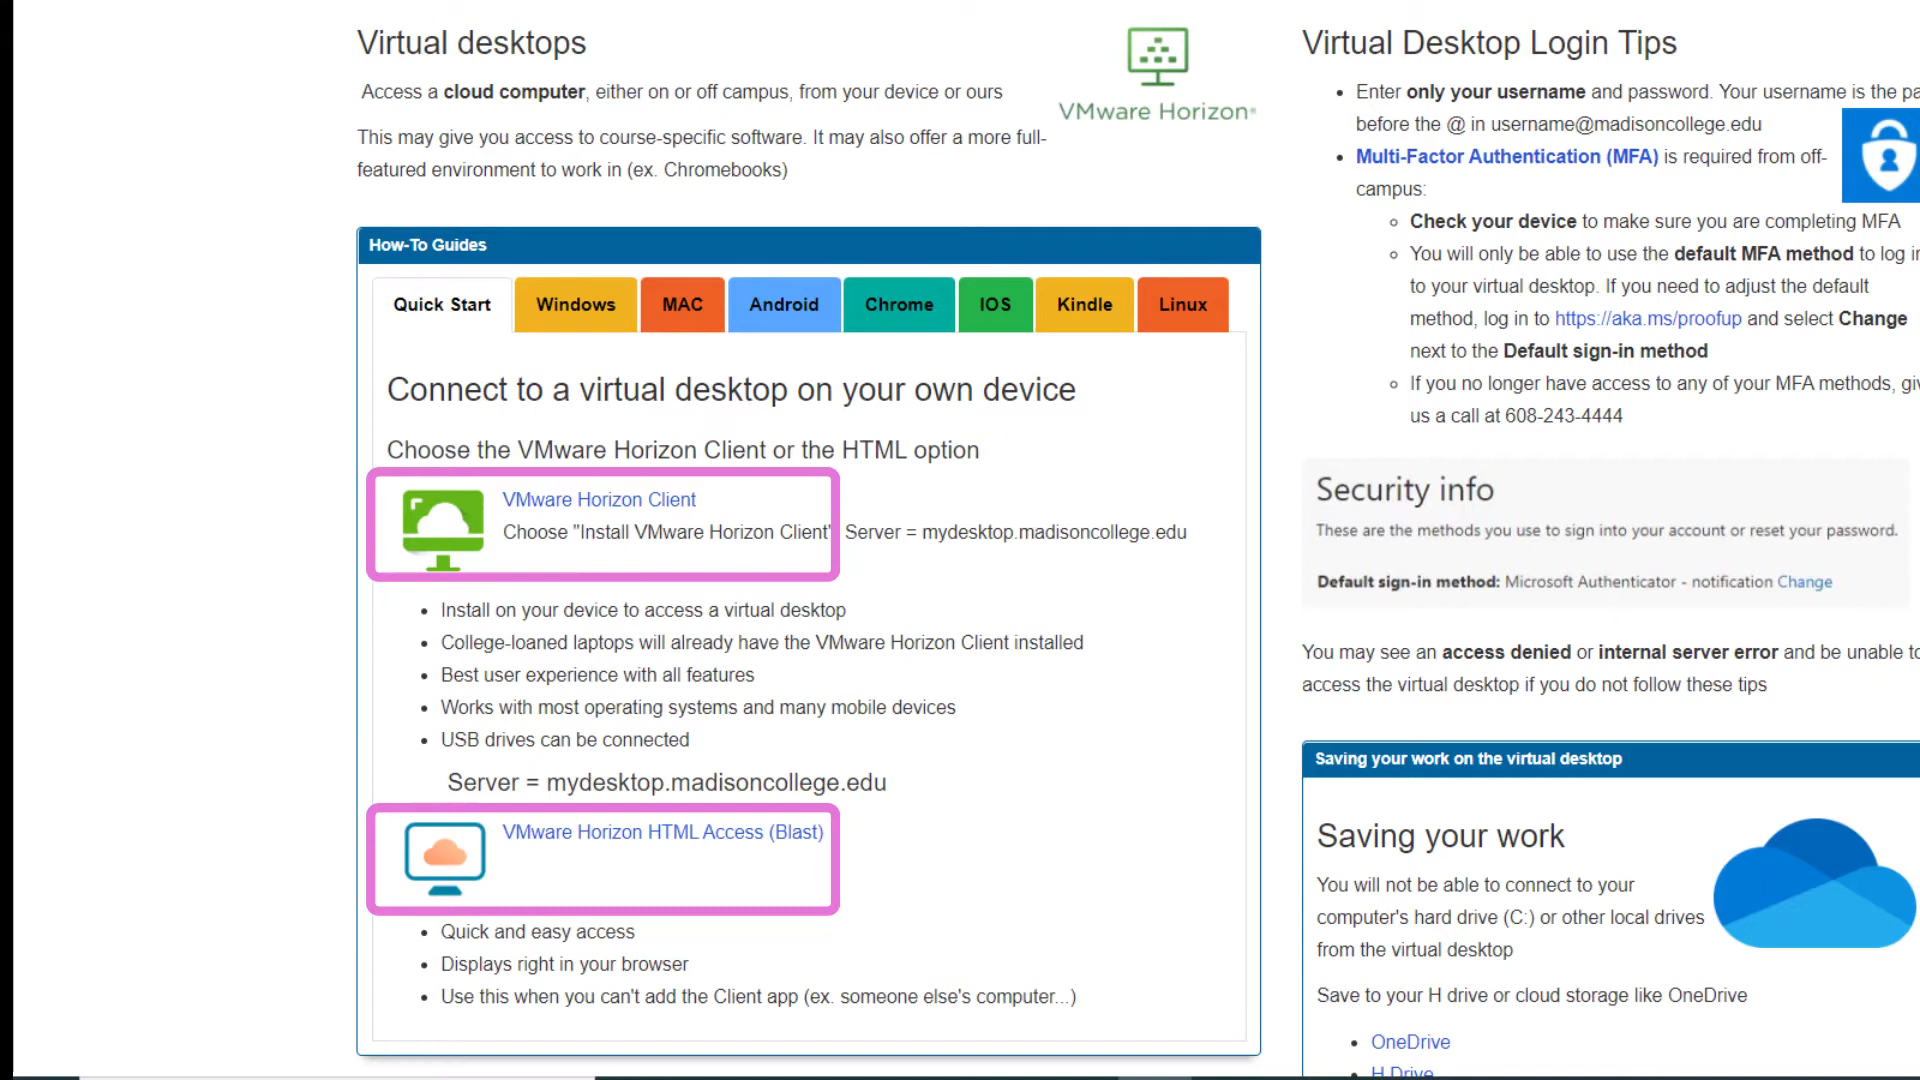 Virtual desktops
Access a cloud computer, either on or off campus, from your device or ours
This may give you access to course-specific software. It may also offer a more full-
featured environment to work in (ex. Chromebooks)
VMware Horizon®
How-To Guides
Quick Start
Windows
MAC
Android
Chrome
IOS
Kindle
Linux
Connect to a virtual desktop on your own device
Choose the VMware Horizon Client or the HTML option
VMware Horizon Client
Choose "Install VMware Horizon Client" Server = mydesktop.madisoncollege.edu
• Install on your device to access a virtual desktop
• College-loaned laptops will already have the VMware Horizon Client installed
• Best user experience with all features
• Works with most operating systems and many mobile devices
• USB drives can be connected
Server = mydesktop.madisoncollege.edu
VMware Horizon HTML Access (Blast)
• Quick and easy access
• Displays right in your browser
• Use this when you can't add the Client app (ex. someone else's computer...)
Virtual Desktop Login Tips
• Enter only your username and password. Your username is the
before the @ in username@madisoncollege.edu
• Multi-Factor Authentication (MFA) is required from off-
campus:
◦ Check your device to make sure you are completing MFA
◦ You will only be able to use the default MFA method to log
to your virtual desktop. If you need to adjust the default
method, log in to https://aka.ms/proofup and select Change
next to the Default sign-in method
◦ If you no longer have access to any of your MFA methods,
us a call at 608-243-4444
Security info
These are the methods you use to sign into your account or reset your password.
Default sign-in method: Microsoft Authenticator - notification Change
You may see an access denied or internal server error and be unable to
access the virtual desktop if you do not follow these tips
Saving your work on the virtual desktop
Saving your work
You will not be able to connect to your
computer's hard drive (C:) or other local drives
from the virtual desktop
Save to your H drive or cloud storage like OneDrive
• OneDrive
• H Drive